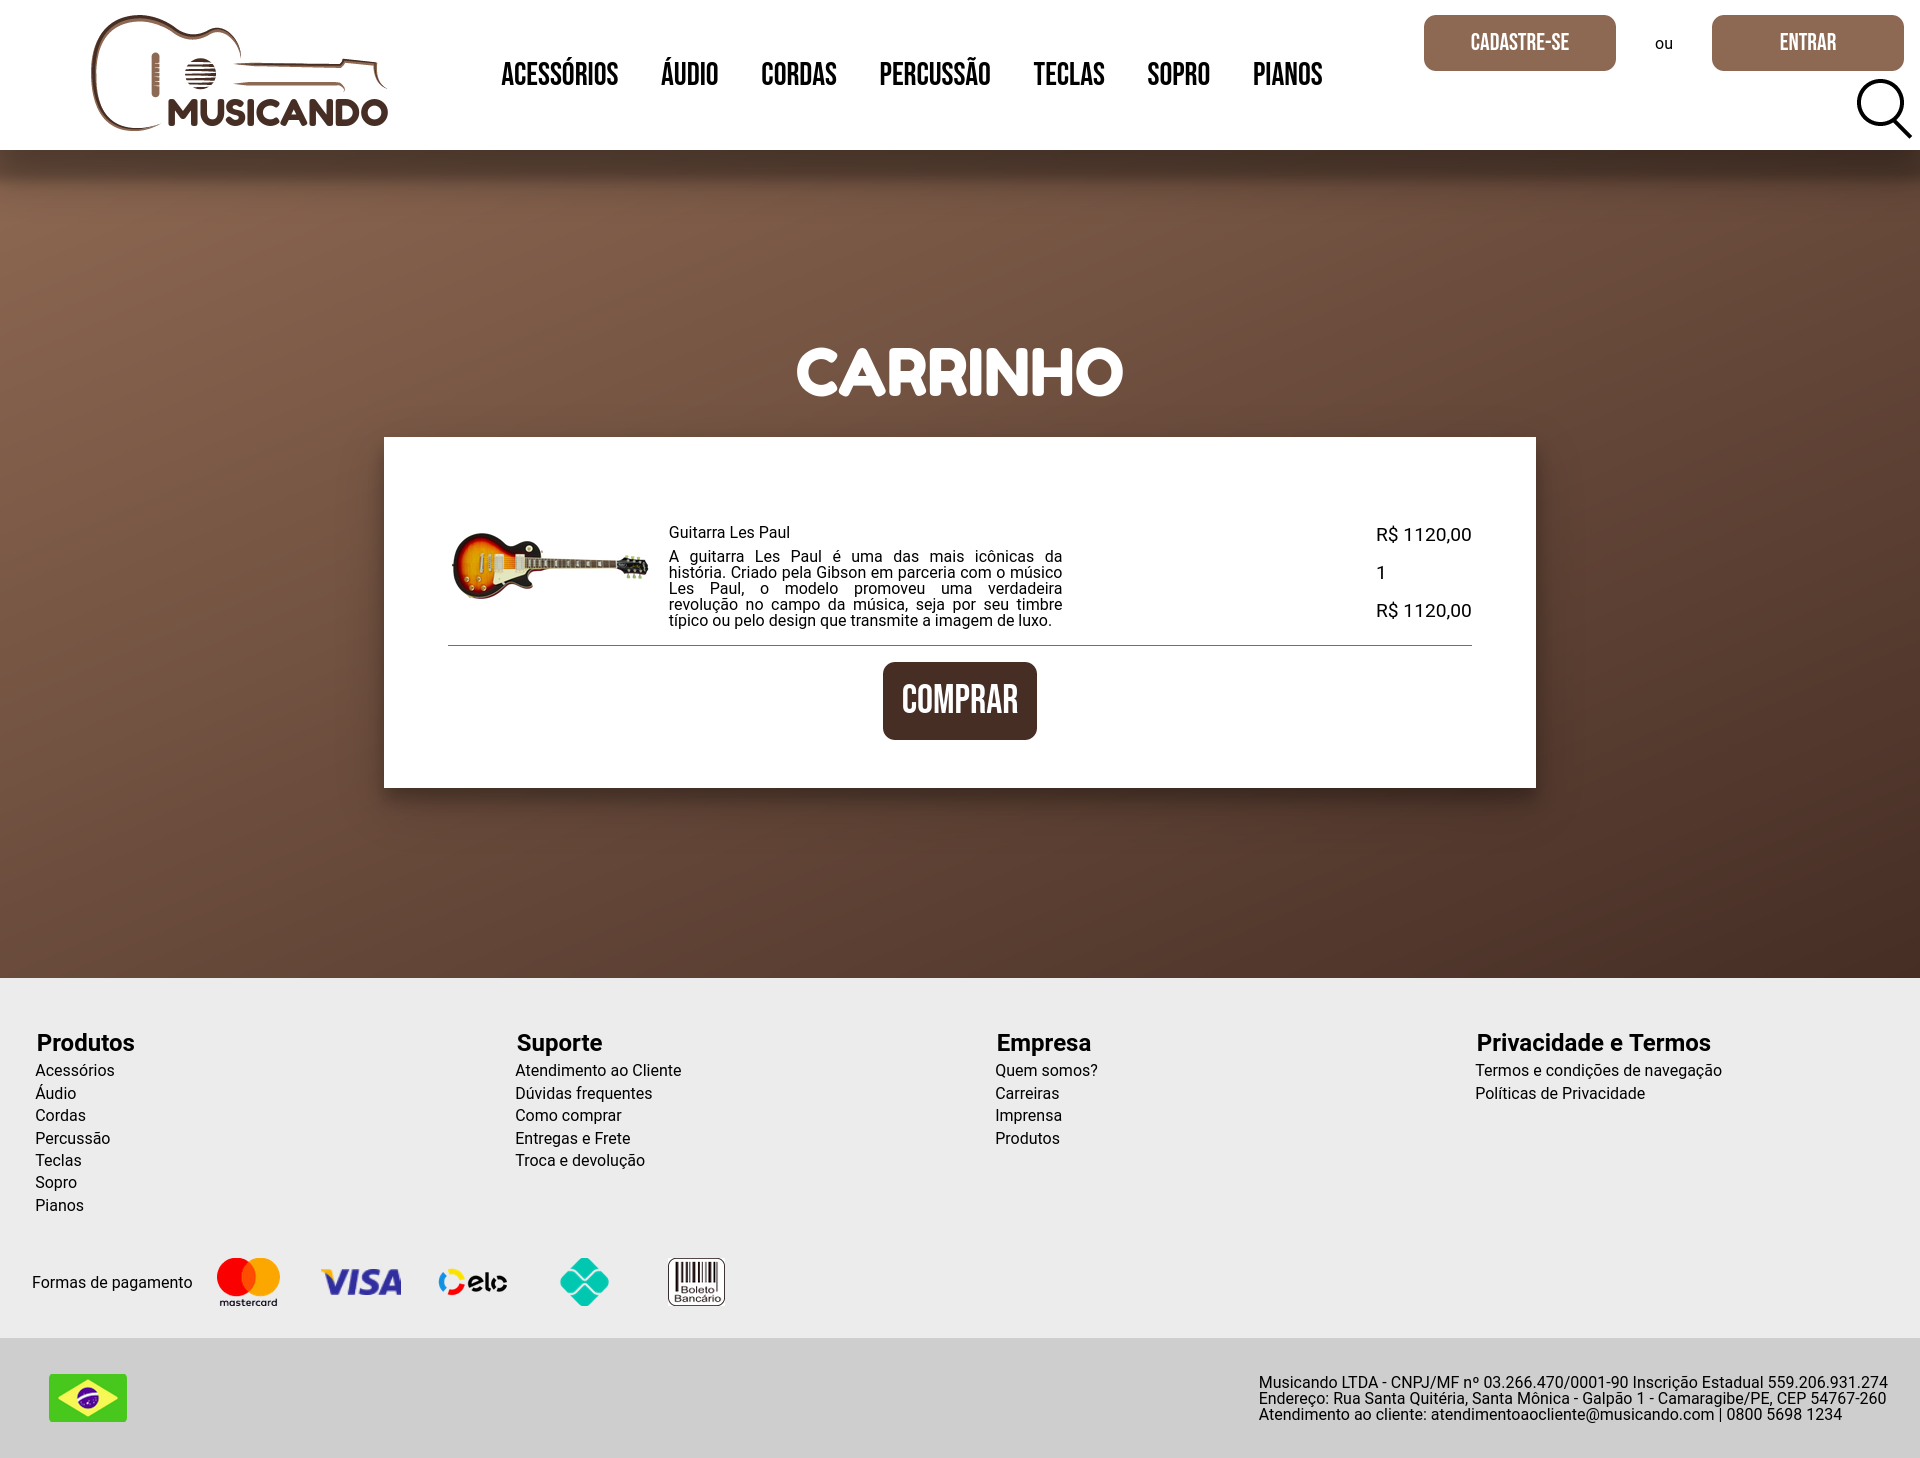 MUSICANDO
ACESSÓRIOS ÁUDIO CORDAS PERCUSSÃO TECLAS SOPRO PIANOS
CADASTRE-SE ou ENTRAR
CARRINHO
Guitarra Les Paul
A guitarra Les Paul é uma das mais icônicas da
história. Criado pela Gibson em parceria com o músico
Les Paul, o modelo promoveu uma verdadeira
revolução no campo da música, seja por seu timbre
típico ou pelo design que transmite a imagem de luxo.
R$ 1120,00
1
R$ 1120,00
COMPRAR
Produtos
Acessórios
Áudio
Cordas
Percussão
Teclas
Sopro
Pianos
Suporte
Atendimento ao Cliente
Dúvidas frequentes
Como comprar
Entregas e Frete
Troca e devolução
Empresa
Quem somos?
Carreiras
Imprensa
Produtos
Privacidade e Termos
Termos e condições de navegação
Políticas de Privacidade
Formas de pagamento
mastercard
VISA
elo
Boleto
Bancário
Musicando LTDA - CNPJ/MF nº 03.266.470/0001-90 Inscrição Estadual 559.206.931.274
Endereço: Rua Santa Quitéria, Santa Mônica - Galpão 1 - Camaragibe/PE, CEP 54767-260
Atendimento ao cliente: atendimentoaocliente@musicando.com | 0800 5698 1234